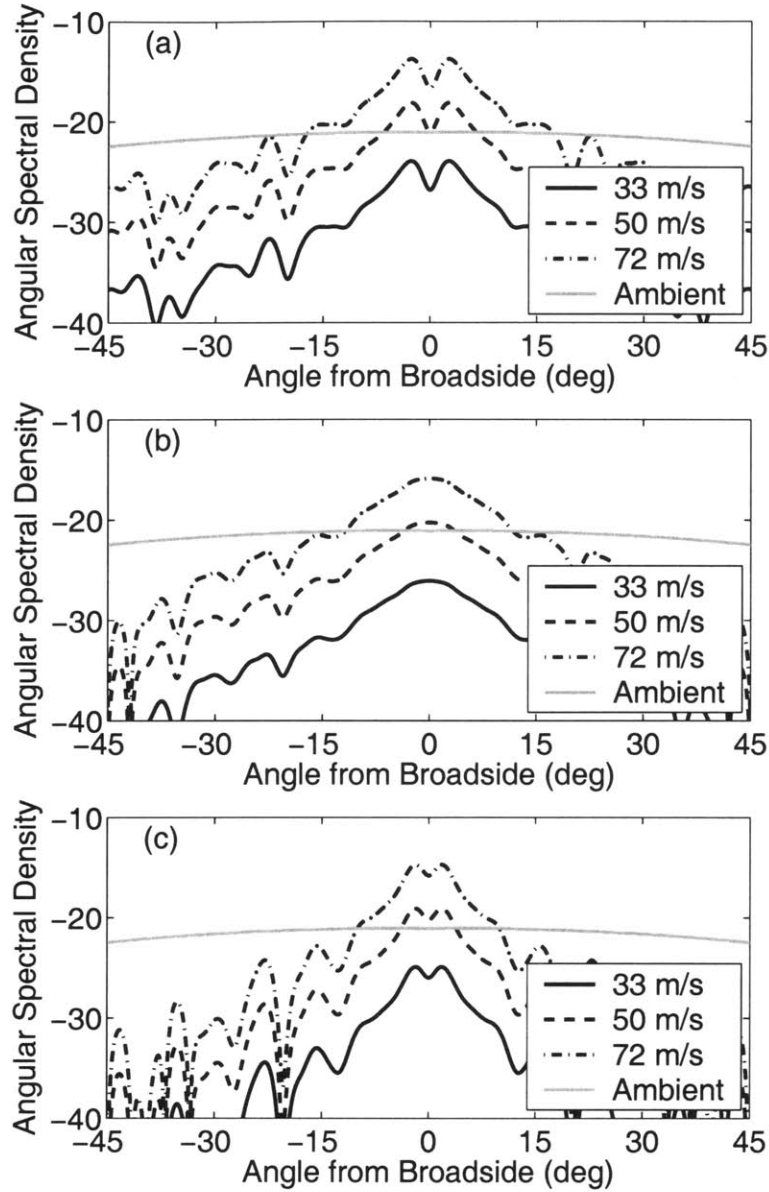 (a)
Angular Spectral Density
−10
−20
−30
−40
33 m/s
50 m/s
72 m/s
Ambient
−45
−30
−15
0
15
30
45
Angle from Broadside (deg)
(b)
Angular Spectral Density
−10
−20
−30
−40
33 m/s
50 m/s
72 m/s
Ambient
−45
−30
−15
0
15
30
45
Angle from Broadside (deg)
(c)
Angular Spectral Density
−10
−20
−30
−40
33 m/s
50 m/s
72 m/s
Ambient
−45
−30
−15
0
15
30
45
Angle from Broadside (deg)